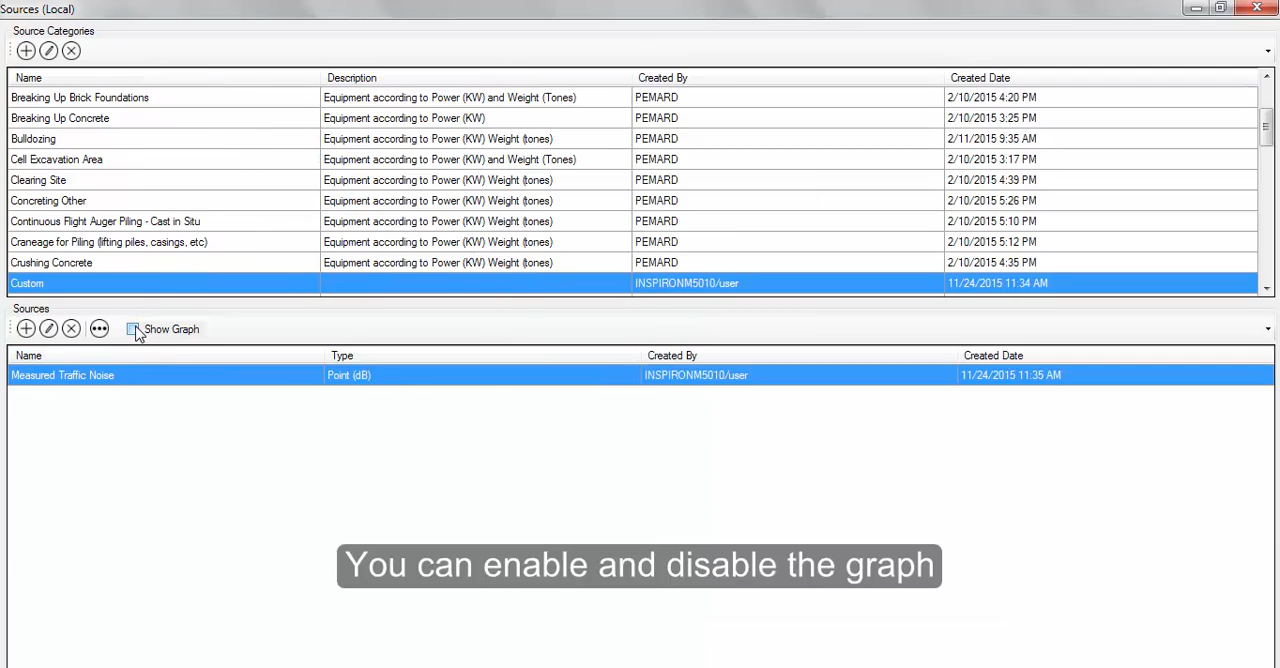 Sources (Local)
Source Categories
Name Description Created By Created Date
Breaking Up Brick Foundations Equipment according to Power (KW) and Weight (Tones) PEMARD 2/10/2015 4:20 PM
Breaking Up Concrete Equipment according to Power (KW) PEMARD 2/10/2015 3:25 PM
Bulldozing Equipment according to Power (KW) Weight (tones) PEMARD 2/11/2015 9:35 AM
Cell Excavation Area Equipment according to Power (KW) and Weight (Tones) PEMARD 2/10/2015 3:17 PM
Clearing Site Equipment according to Power (KW) Weight (tones) PEMARD 2/10/2015 4:39 PM
Concreting Other Equipment according to Power (KW) Weight (tones) PEMARD 2/10/2015 5:26 PM
Continuous Flight Auger Piling - Cast in Situ Equipment according to Power (KW) Weight (tones) PEMARD 2/10/2015 5:10 PM
Craneage for Piling (lifting piles, casings, etc) Equipment according to Power (KW) Weight (tones) PEMARD 2/10/2015 5:12 PM
Crushing Concrete Equipment according to Power (KW) Weight (tones) PEMARD 2/10/2015 4:35 PM
Custom INSPIRONM5010/user 11/24/2015 11:34 AM
Sources
Show Graph
Name Type Created By Created Date
Measured Traffic Noise Point (dB) INSPIRONM5010/user 11/24/2015 11:35 AM
You can enable and disable the graph